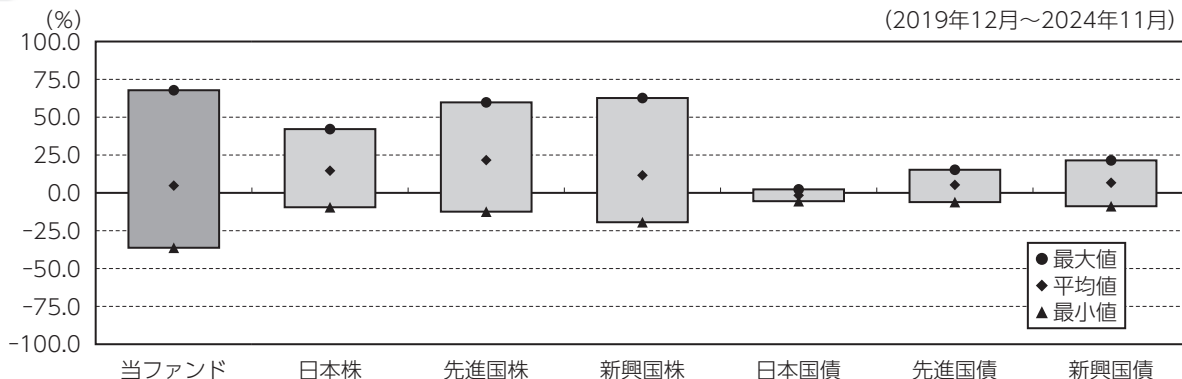 (%)
(2019年12月～2024年11月)
100.0
75.0
50.0
25.0
0.0
−25.0
−50.0
−75.0
−100.0
● 最大値
◆ 平均値
▲ 最小値
当ファンド 日本株 先進国株 新興国株 日本国債 先進国債 新興国債